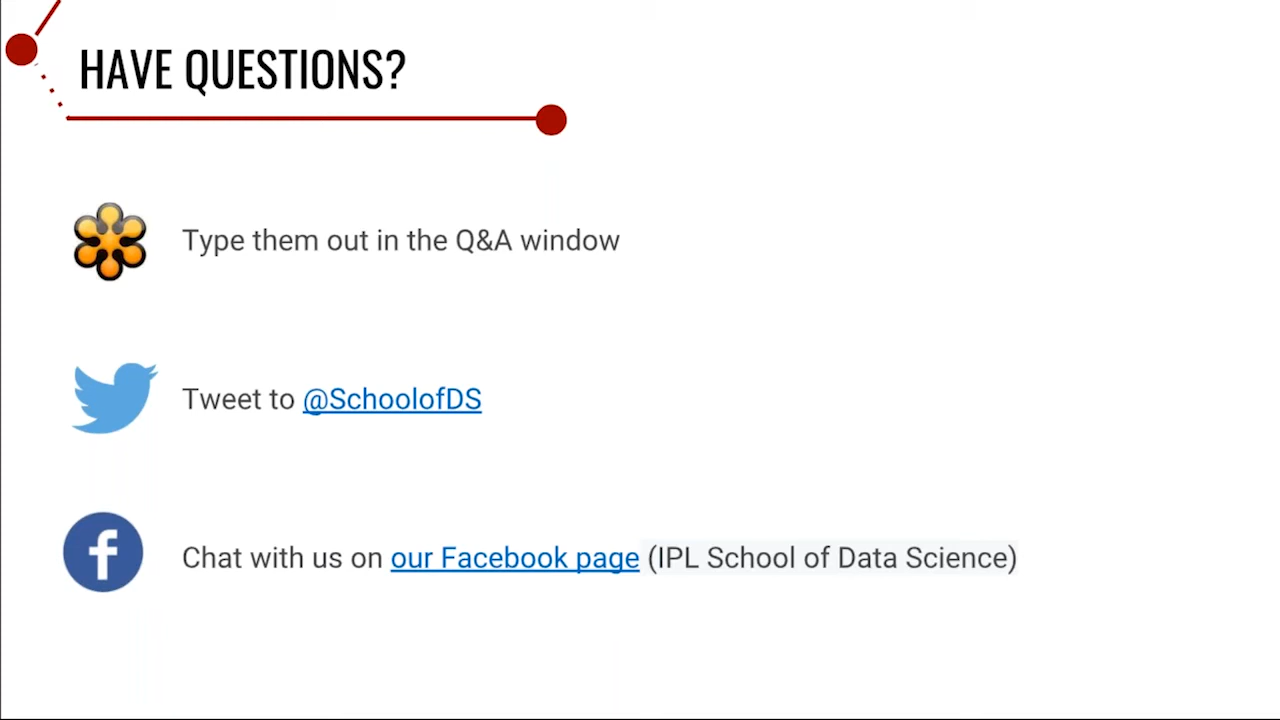 HAVE QUESTIONS?
Type them out in the Q&A window
Tweet to @SchoolofDS
Chat with us on our Facebook page (IPL School of Data Science)